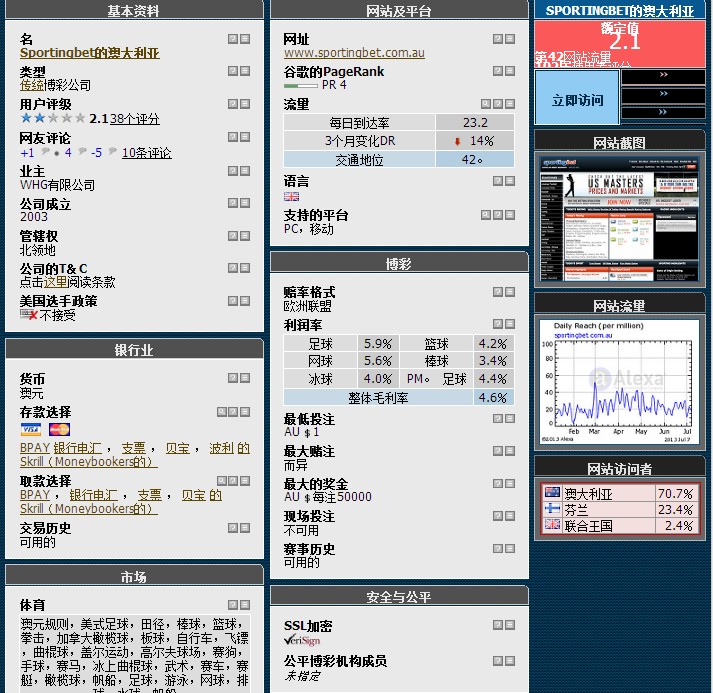 基本资料
名
Sportingbet的澳大利亚
类型
传统博彩公司
用户评级
2.1 38个评分
网友评论
+1 4 -5 10条评论
业主
WHG有限公司
公司成立
2003
管辖权
北领地
公司的T& C
点击这里阅读条款
美国选手政策
不接受
银行业
货币
澳元
存款选择
VISA MasterCard
BPAY 银行电汇 ， 支票 ， 贝宝 ， 波利 的
Skrill（Moneybookers的）
取款选择
BPAY ， 银行电汇 ， 支票 ， 贝宝 的
Skrill（Moneybookers的）
交易历史
可用的
市场
体育
澳元规则，美式足球，田径，棒球，篮球，
拳击，加拿大橄榄球，板球，自行车，飞镖
，曲棍球，盖尔运动，高尔夫球场，赛狗，
手球，赛马，冰上曲棍球，武术，赛车，赛
艇，橄榄球，帆船，足球，游泳，网球，排
球，水球，帆船
网站及平台
网址
www.sportingbet.com.au
谷歌的PageRank
PR 4
流量
每日到达率 23.2
3个月变化DR 14%
交通地位 42。
语言
支持的平台
PC，移动
博彩
赔率格式
欧洲联盟
利润率
足球 5.9% 篮球 4.2%
网球 5.6% 棒球 3.4%
冰球 4.0% PM。 足球 4.4%
整体毛利率 4.6%
最低投注
AU $ 1
最大赌注
而异
最大的奖金
AU $ 每注50000
现场投注
不可用
赛事历史
可用的
安全与公平
SSL加密
VeriSign
公平博彩机构成员
未指定
SPORTINGBET的澳大利亚
额定值
2.1
第42网站流量
立即访问
网站截图
sportingbet
US MASTERS
PRICES AND MARKETS
JOIN NOW
网站流量
Daily Reach (per million)
sportingbet.com.au
100
80
60
40
20
0
Alexa
Feb Mar Apr May Jun Jul
©2013 Alexa 2013 Jul 17
网站访问者
澳大利亚 70.7%
芬兰 23.4%
联合王国 2.4%